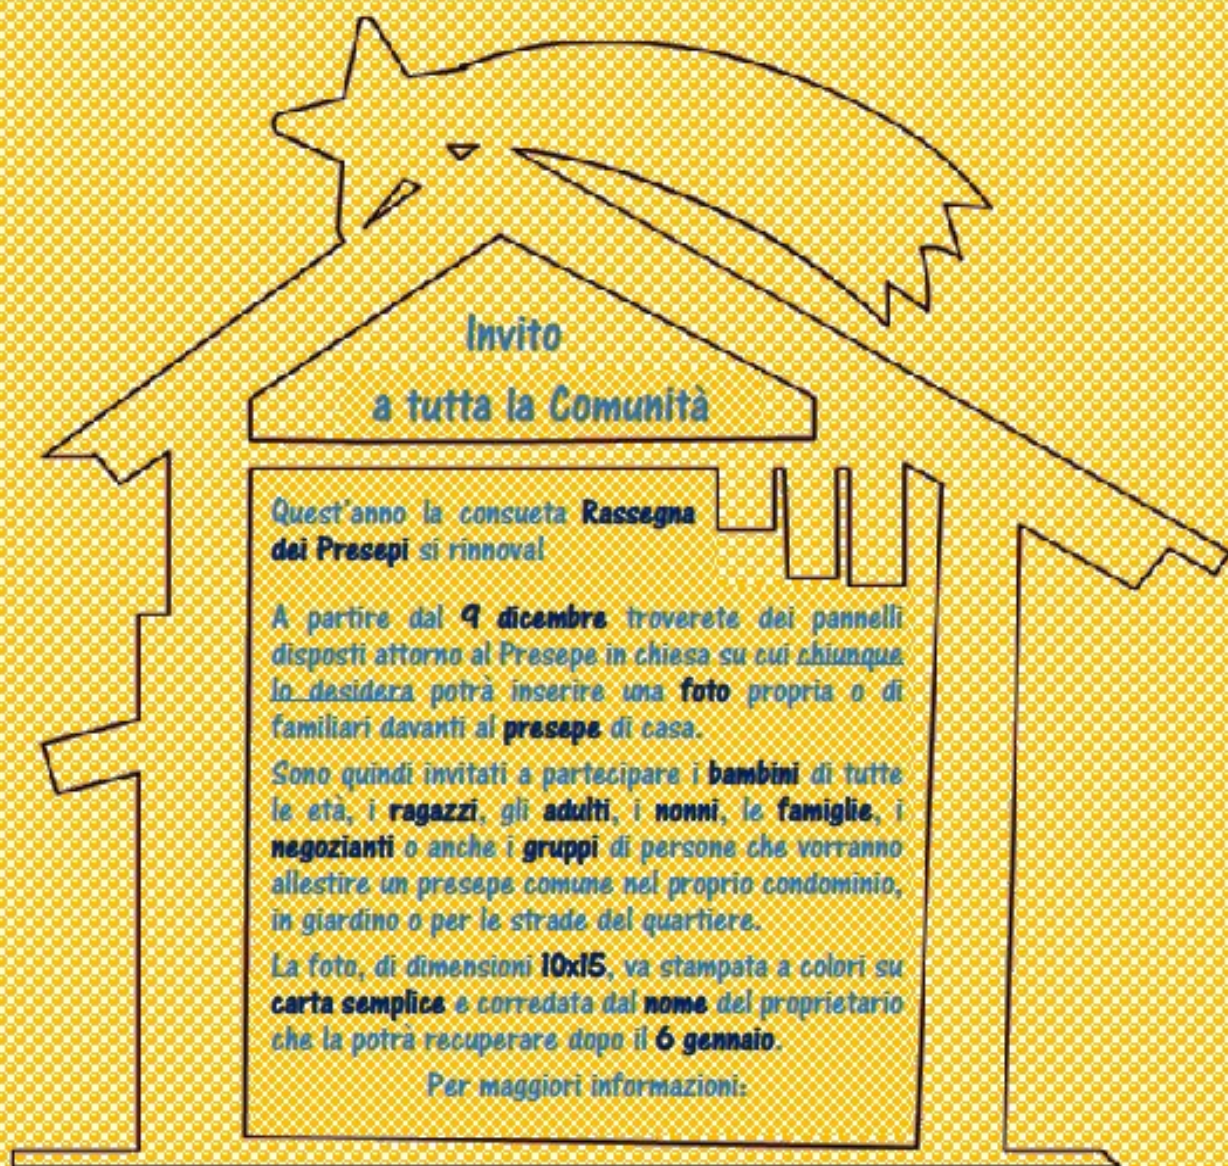 Invito
a tutta la Comunità
Quest'anno la consueta Rassegna
dei Presepi si rinnova!
A partire dal 9 dicembre troverete dei pannelli
disposti attorno al Presepe in chiesa su cui chiunque
lo desidera potrà inserire una foto propria o di
familiari davanti al presepe di casa.
Sono quindi invitati a partecipare i bambini di tutte
le età, i ragazzi, gli adulti, i nonni, le famiglie, i
negozianti o anche i gruppi di persone che vorranno
allestire un presepe comune nel proprio condominio,
in giardino o per le strade del quartiere.
La foto, di dimensioni 10x15, va stampata a colori su
carta semplice e corredata dal nome del proprietario
che la potrà recuperare dopo il 6 gennaio.
Per maggiori informazioni: